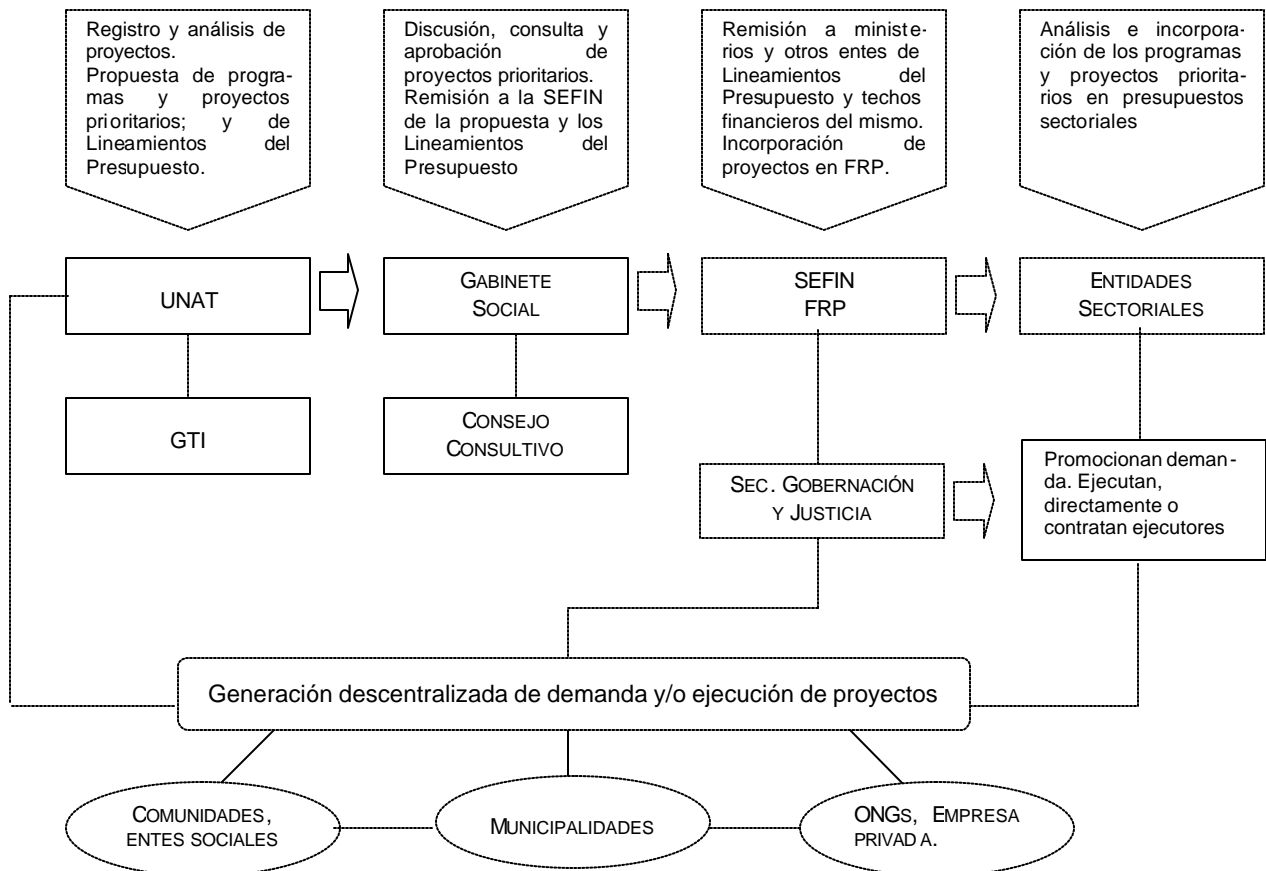 Registro y análisis de
proyectos.
Propuesta de progra-
mas y proyectos
prioritarios; y de
Lineamientos del
Presupuesto.
Discusión, consulta y
aprobación de
proyectos prioritarios.
Remisión a la SEFIN
de la propuesta y los
Lineamientos del
Presupuesto
Remisión a ministe-
rios y otros entes de
Lineamientos del
Presupuesto y techos
financieros del mismo.
Incorporación de
proyectos en FRP.
Análisis e incorpora-
ción de los programas
y proyectos priorita-
rios en presupuestos
sectoriales
UNAT
GABINETE
SOCIAL
SEFIN
FRP
ENTIDADES
SECTORIALES
GTI
CONSEJO
CONSULTIVO
SEC. GOBERNACIÓN
Y JUSTICIA
Promocionan deman-
da. Ejecutan,
directamente o
contratan ejecutores
Generación descentralizada de demanda y/o ejecución de proyectos
COMUNIDADES,
ENTES SOCIALES
MUNICIPALIDADES
ONGS, EMPRESA
PRIVADA.